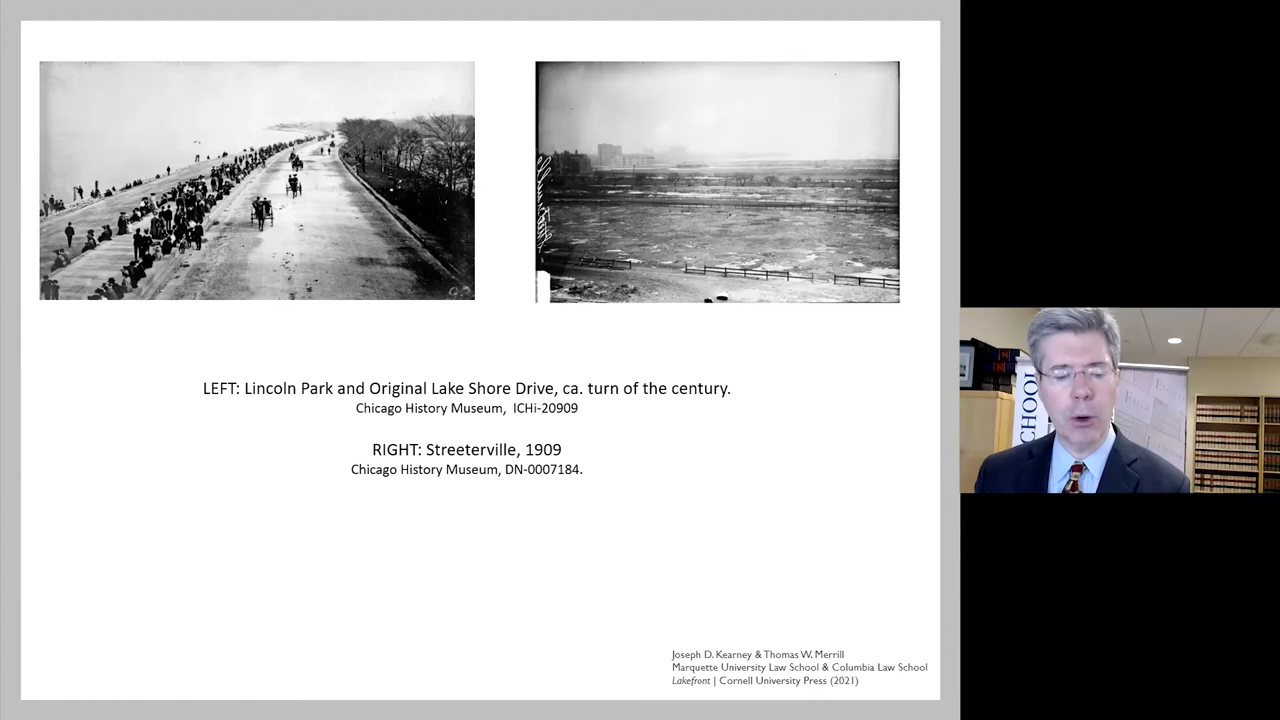 LEFT: Lincoln Park and Original Lake Shore Drive, ca. turn of the century.
Chicago History Museum, ICHi-20909
RIGHT: Streeterville, 1909
Chicago History Museum, DN-0007184.
Joseph D. Kearney & Thomas W. Merrill
Marquette University Law School & Columbia Law School
Lakefront | Cornell University Press (2021)
CHOOL